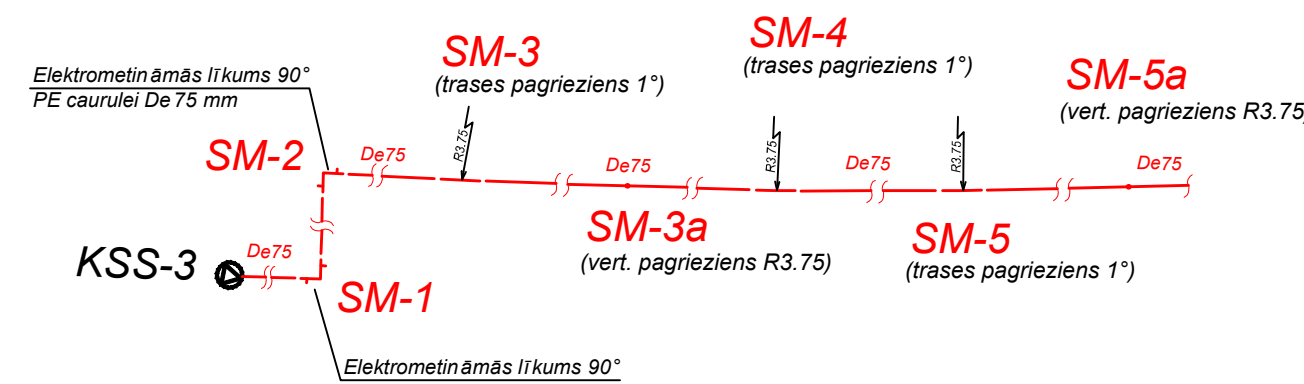 SM-3
(trases pagrieziens 1°)
SM-4
(trases pagrieziens 1°)
SM-5a
(vert. pagrieziens R3.75)
Elektrometināmās līkums 90°
PE caurulei De 75 mm
R3.75
R3.75
R3.75
SM-2
De75
De75
De75
De75
SM-3a
(vert. pagrieziens R3.75)
SM-5
(trases pagrieziens 1°)
KSS-3
De75
SM-1
Elektrometināmās līkums 90°